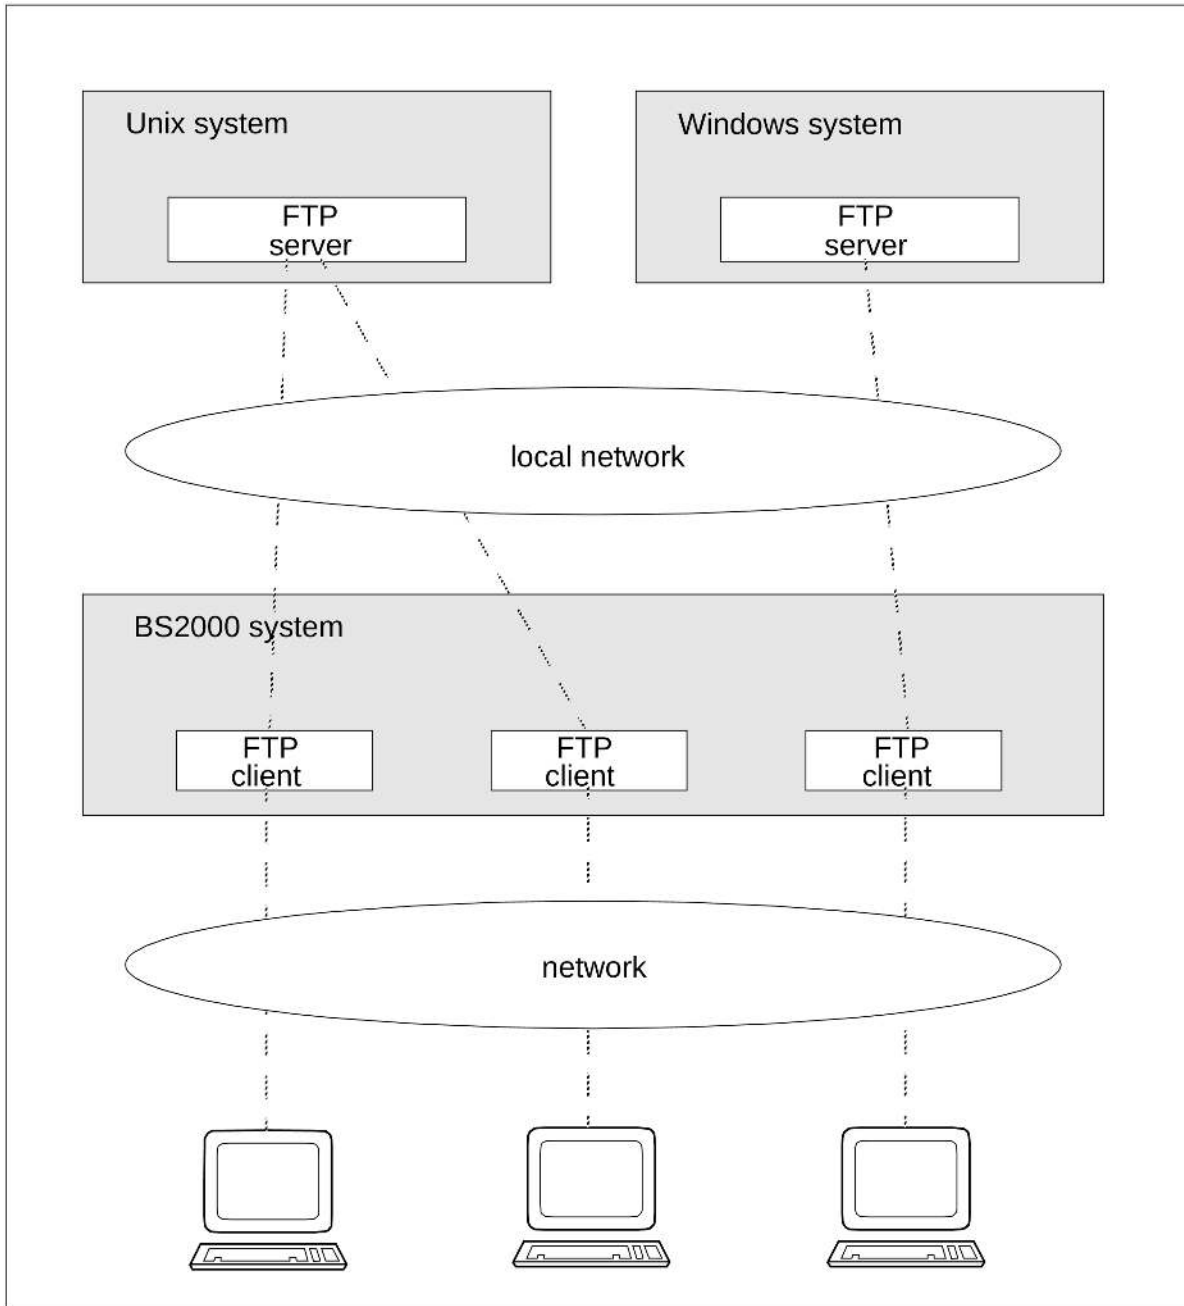 Unix system
Windows system
FTP
server
FTP
server
local network
BS2000 system
FTP
client
FTP
client
FTP
client
network